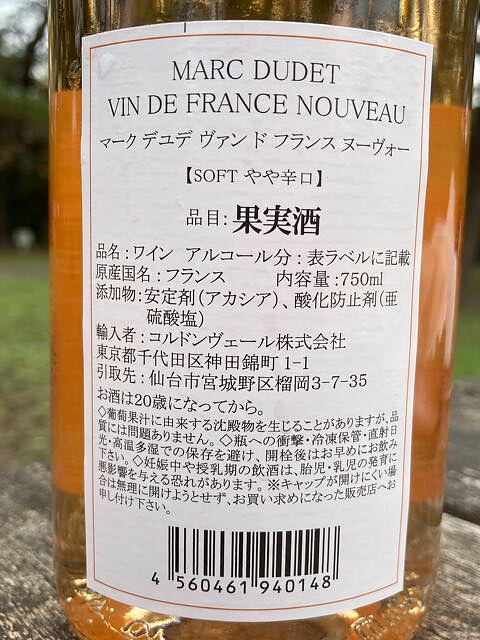 MARC DUDET
VIN DE FRANCE NOUVEAU
マーク デュデ ヴァン ド フランス ヌーヴォー
【SOFT やや辛口】
品目：果実酒
品名：ワイン アルコール分：表ラベルに記載
原産国名：フランス 内容量：750ml
添加物：安定剤(アカシア)、酸化防止剤(亜
硫酸塩)
輸入者：コルドンヴェール株式会社
東京都千代田区神田錦町1-1
引取先：仙台市宮城野区榴岡3-7-35
お酒は20歳になってから。
◇葡萄果汁に由来する沈殿物を生じることがありますが、品
質には問題ありません。◇瓶への衝撃・冷凍保管・直射日
光・高温多湿での保存を避け、開栓後はお早めにお飲み
下さい。◇妊娠中や授乳期の飲酒は、胎児・乳児の発育に
悪影響を与える恐れがあります。※キャップが開けにくい場
合は無理に開けようとせず、お買い求めになった販売店へお
申し付け下さい。
4 560461 940148